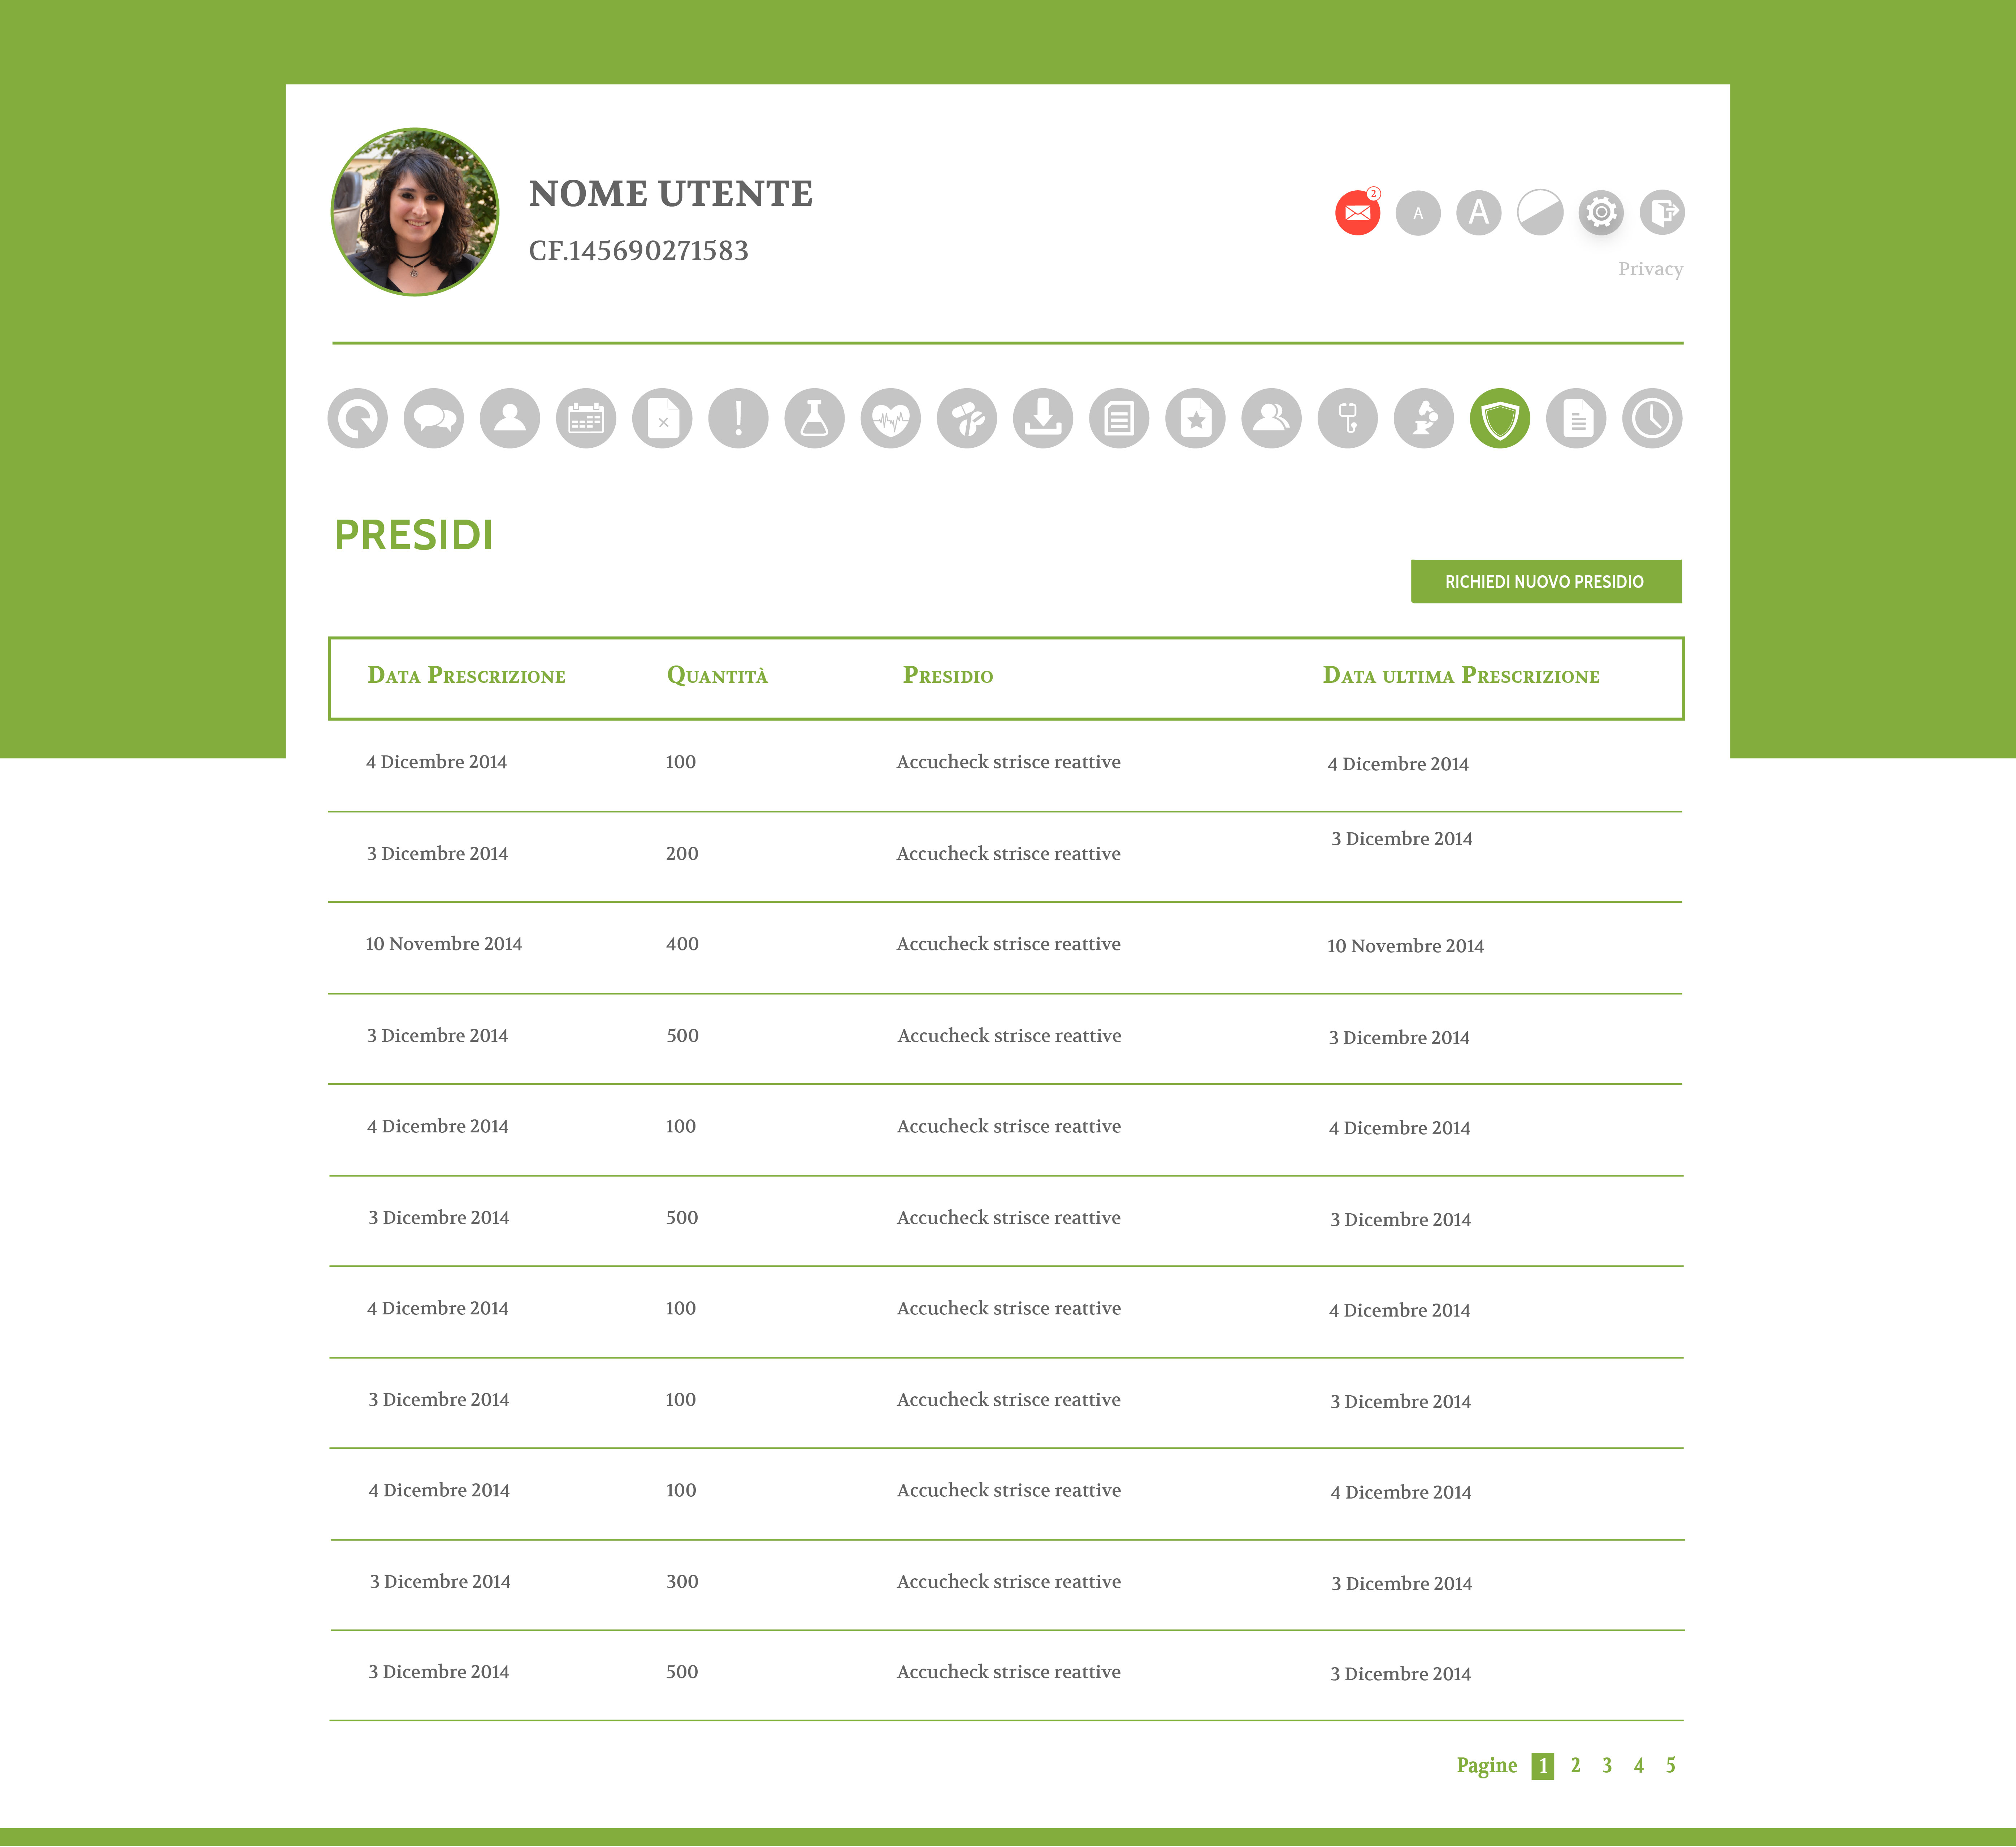 NOME UTENTE
CF.145690271583
2
A A
Privacy
PRESIDI
RICHIEDI NUOVO PRESIDIO
Data Prescrizione Quantità Presidio Data ultima Prescrizione
4 Dicembre 2014 100 Accucheck strisce reattive 4 Dicembre 2014
3 Dicembre 2014 200 Accucheck strisce reattive 3 Dicembre 2014
10 Novembre 2014 400 Accucheck strisce reattive 10 Novembre 2014
3 Dicembre 2014 500 Accucheck strisce reattive 3 Dicembre 2014
4 Dicembre 2014 100 Accucheck strisce reattive 4 Dicembre 2014
3 Dicembre 2014 500 Accucheck strisce reattive 3 Dicembre 2014
4 Dicembre 2014 100 Accucheck strisce reattive 4 Dicembre 2014
3 Dicembre 2014 100 Accucheck strisce reattive 3 Dicembre 2014
4 Dicembre 2014 100 Accucheck strisce reattive 4 Dicembre 2014
3 Dicembre 2014 300 Accucheck strisce reattive 3 Dicembre 2014
3 Dicembre 2014 500 Accucheck strisce reattive 3 Dicembre 2014
Pagine 1 2 3 4 5